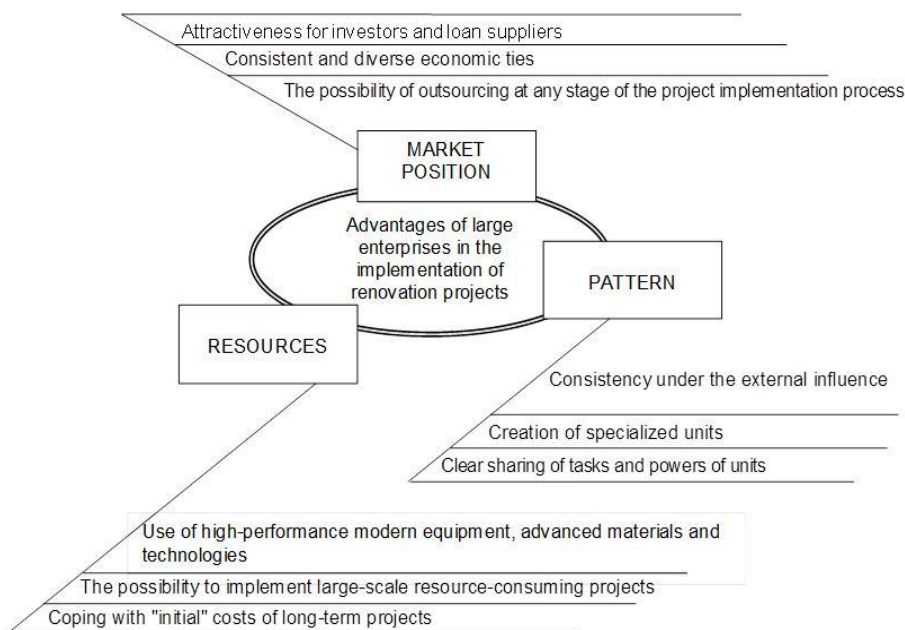 Attractiveness for investors and loan suppliers
Consistent and diverse economic ties
The possibility of outsourcing at any stage of the project implementation process
MARKET
POSITION
Advantages of large
enterprises in the
implementation of
renovation projects
PATTERN
RESOURCES
Consistency under the external influence
Creation of specialized units
Clear sharing of tasks and powers of units
Use of high-performance modern equipment, advanced materials and
technologies
The possibility to implement large-scale resource-consuming projects
Coping with "initial" costs of long-term projects